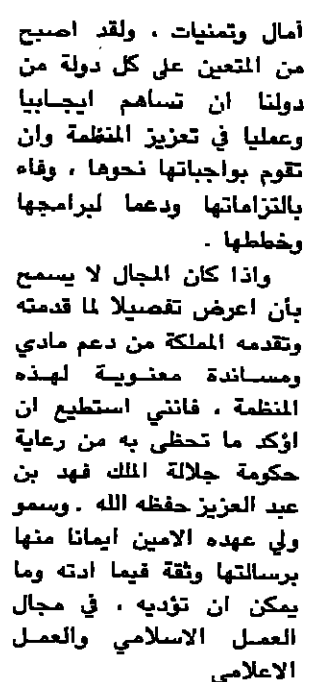 آمال وتمنيات ، ولقد اصبح
من المتعين على كل دولة من
دولنا ان تساهم ايجابيا
وعمليا في تعزيز المنظمة وان
تقوم بواجباتها نحوها ، وفاء
بالتزاماتها ودعما لبرامجها
وخططها .
واذا كان المجال لا يسمح
بأن اعرض تفصيلا لما قدمته
وتقدمه المملكة من دعم مادي
ومساندة معنوية لهذه
المنظمة ، فانني استطيع ان
اؤكد ما تحظى به من رعاية
حكومة جلالة الملك فهد بن
عبد العزيز حفظه الله . وسمو
ولي عهده الامين ايمانا منها
برسالتها وثقة فيما ادته وما
يمكن ان تؤديه ، في مجال
العمل الاسلامي والعمل
الاعلامي